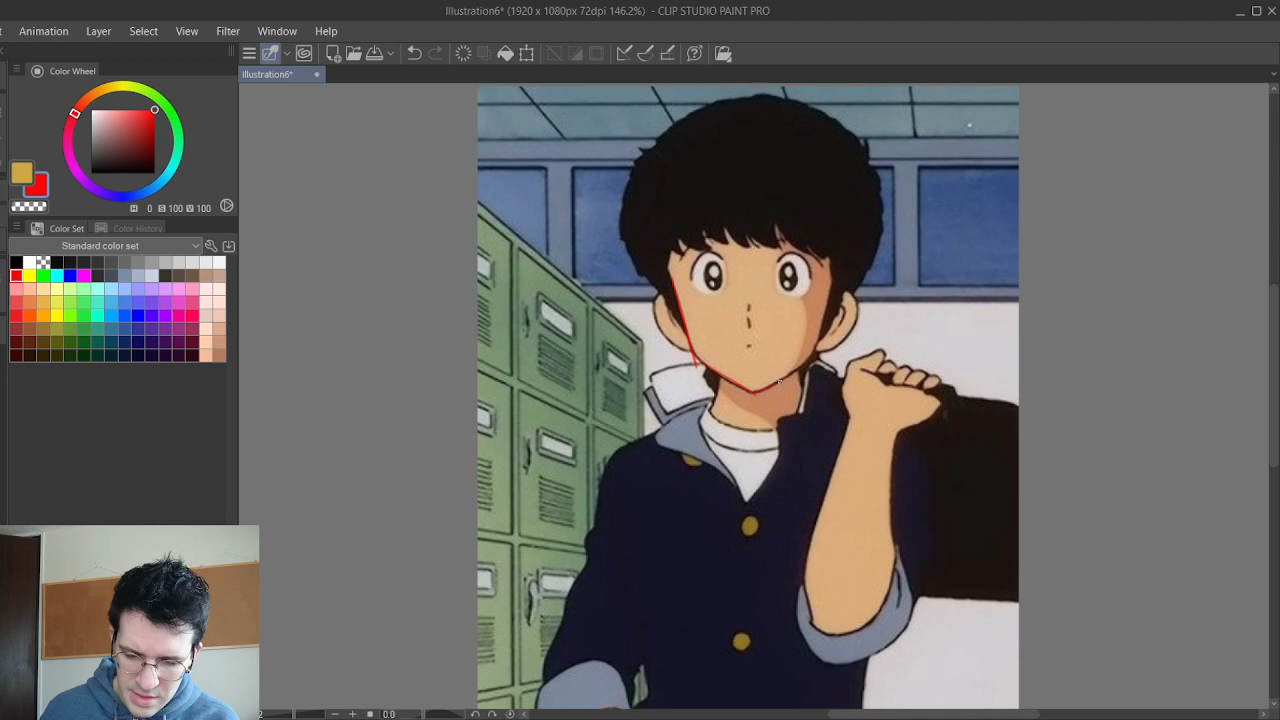 Illustration6* (1920 x 1080px 72dpi 146.2%) - CLIP STUDIO PAINT PRO
Animation Layer Select View Filter Window Help
Color Wheel
Illustration6*
H 0 S 100 V 100
Color Set Color History
Standard color set
2 0.0